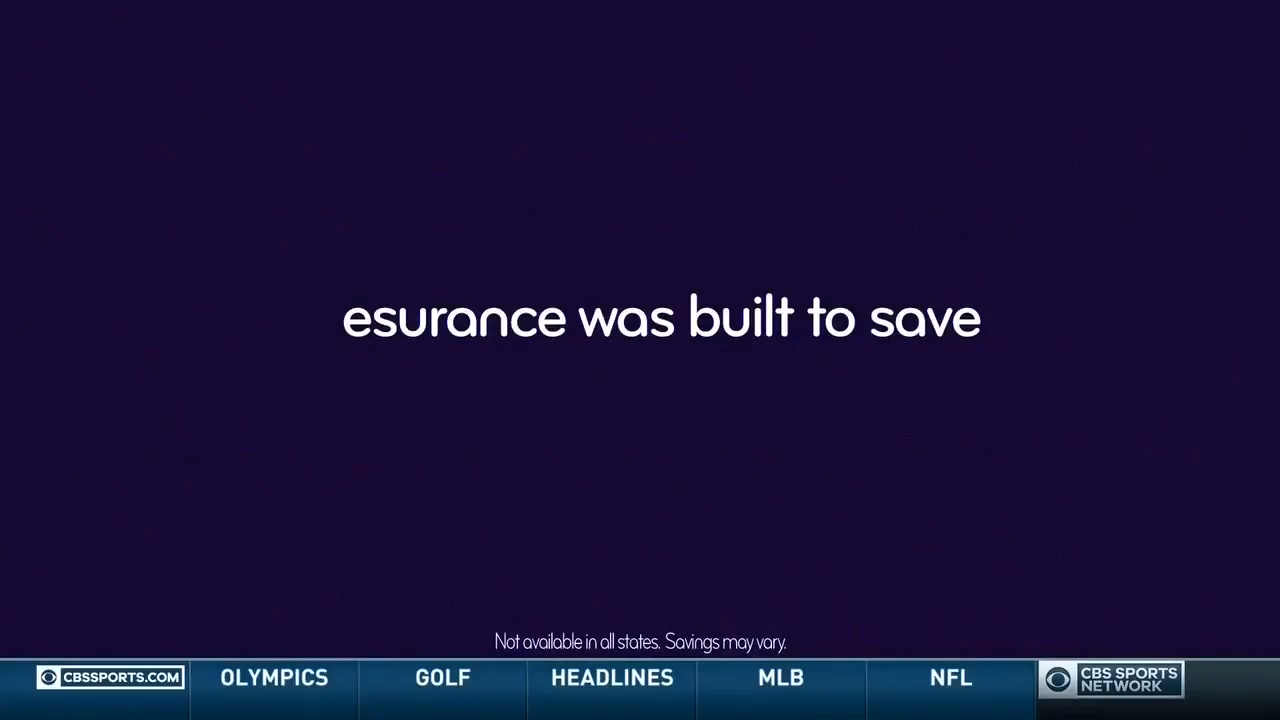 esurance was built to save
Not available in all states. Savings may vary.
CBSSPORTS.COM OLYMPICS GOLF HEADLINES MLB NFL CBS SPORTS NETWORK